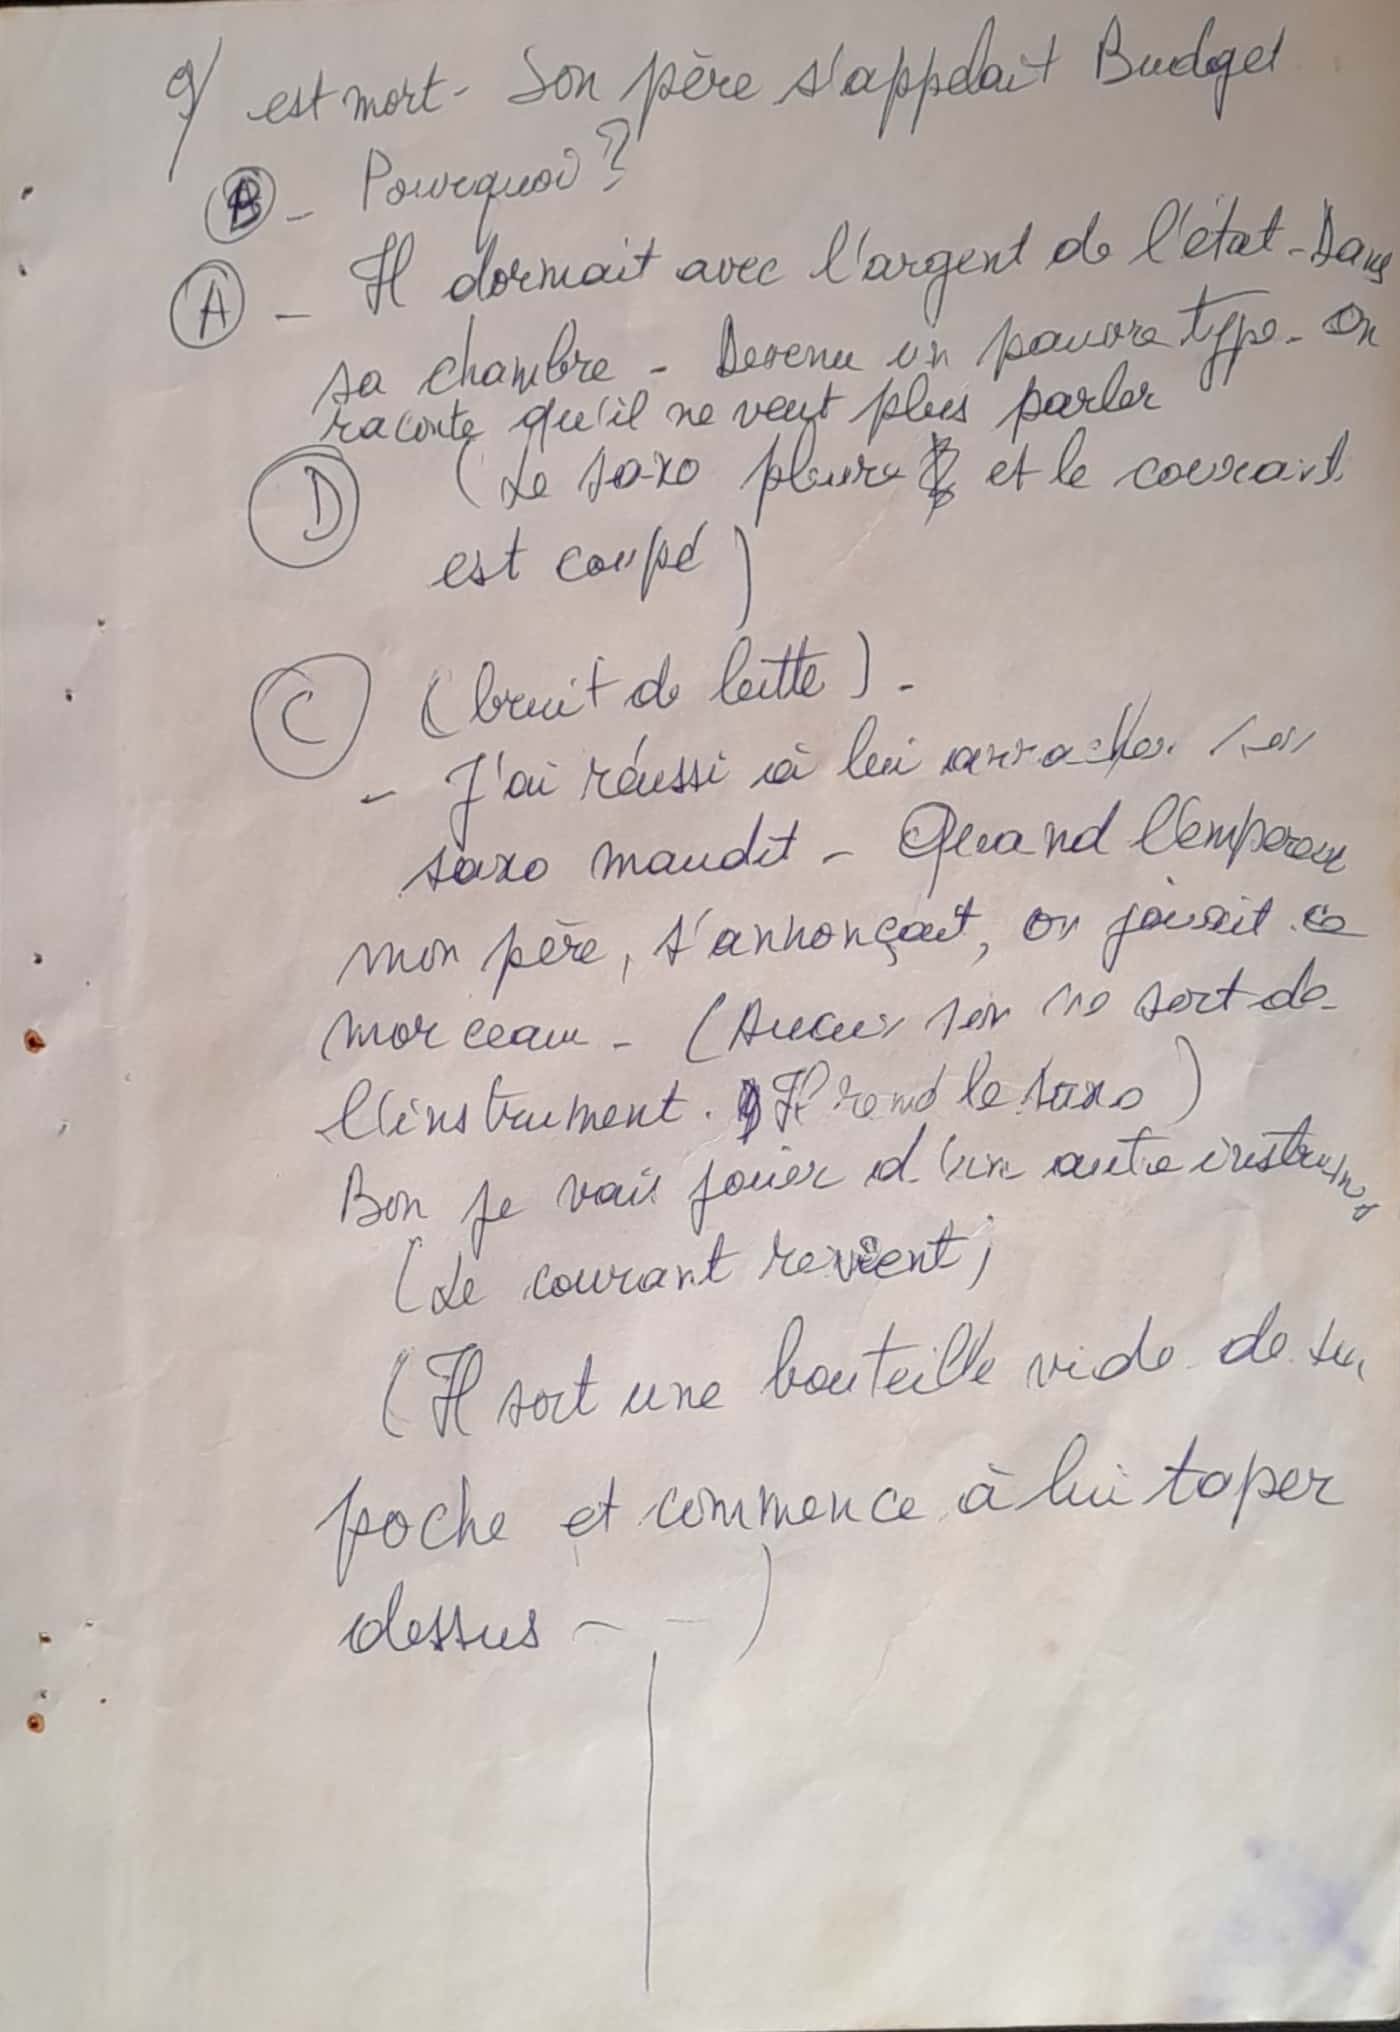 9/ est mort - Son père s'appelait Budget
B - Pourquoi ?
A - Il dormait avec l'argent de l'état - Dans
sa chambre - Devenu un pauvre type - On
raconte qu'il ne veut plus parler
D (Le saxo pleure et le courant
est coupé)
C (bruit de lutte) -
- J'ai réussi à lui arracher son
saxo maudit - Quand l'empereur
mon père, s'annonçait, on jouait ce
morceau - (Aucun son ne sort de
l'instrument. Il rend le saxo)
Bon je vais jouer d'un autre
(Le courant revient)
(Il sort une bouteille vide de sa
poche et commence à lui taper
dessus - - )